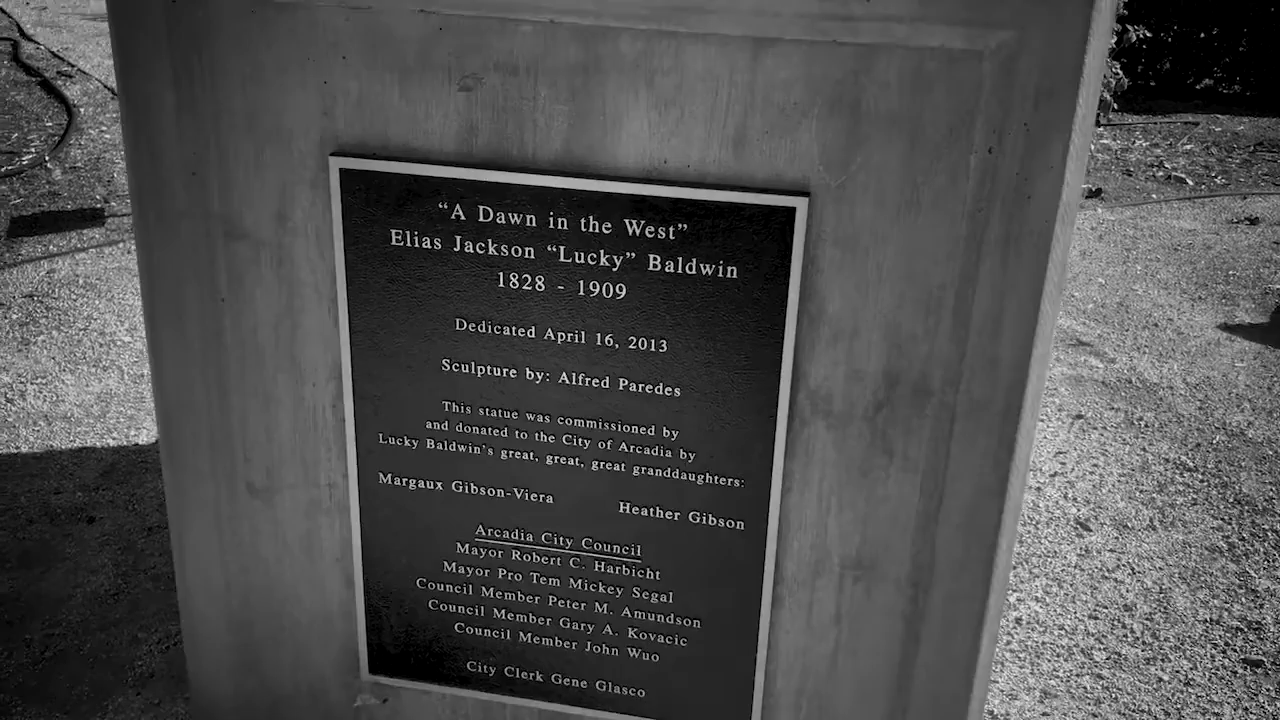 “A Dawn in the West”
Elias Jackson “Lucky” Baldwin
1828 - 1909
Dedicated April 16, 2013
Sculpture by: Alfred Paredes
This statue was commissioned by
and donated to the City of Arcadia by
Lucky Baldwin’s great, great, great granddaughters:
Margaux Gibson-Viera Heather Gibson
Arcadia City Council
Mayor Robert C. Harbicht
Mayor Pro Tem Mickey Segal
Council Member Peter M. Amundson
Council Member Gary A. Kovacic
Council Member John Wuo
City Clerk Gene Glasco